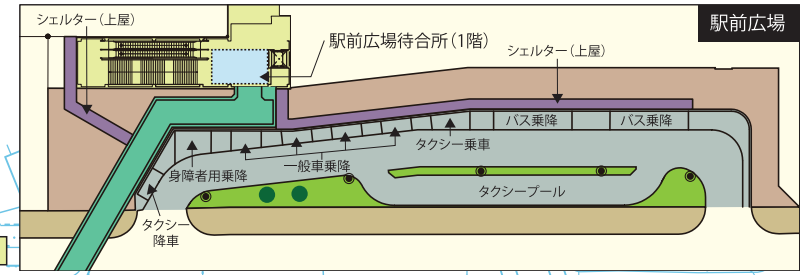 シェルター(上屋)
駅前広場
駅前広場待合所(1階)
シェルター(上屋)
バス乗降
バス乗降
タクシー乗車
一般車乗降
身障者用乗降
タクシープール
タクシー
降車